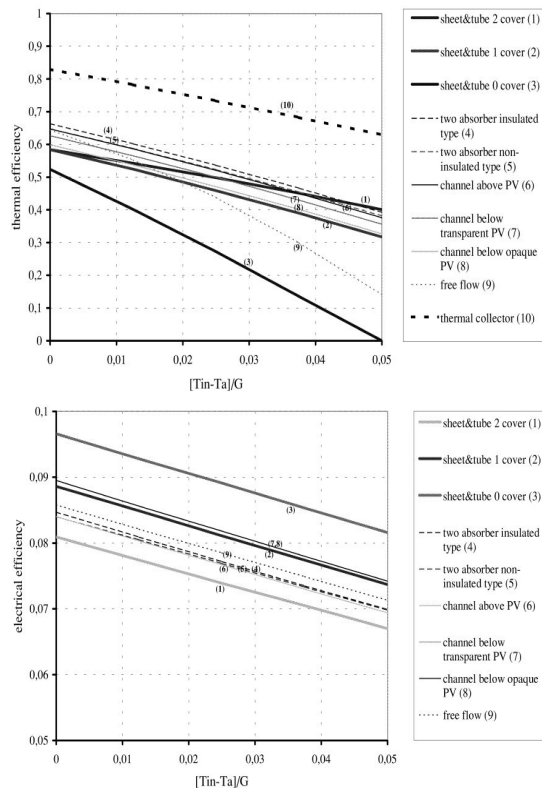 1
0,9
0,8
0,7
0,6
0,5
0,4
0,3
0,2
0,1
0
thermal efficiency
(10)
(4)
(5)
(1)
(7)
(6)
(8)
(2)
(9)
(3)
0
0,01
0,02
0,03
0,04
0,05
[Tin-Ta]/G
sheet&tube 2 cover (1)
sheet&tube 1 cover (2)
sheet&tube 0 cover (3)
two absorber insulated
type (4)
two absorber non-
insulated type (5)
channel above PV (6)
channel below
transparent PV (7)
channel below opaque
PV (8)
free flow (9)
thermal collector (10)
0,1
0,09
0,08
0,07
0,06
0,05
electrical efficiency
(3)
(7,8)
(2)
(9)
(6)
(5)
(4)
(1)
0
0,01
0,02
0,03
0,04
0,05
[Tin-Ta]/G
sheet&tube 2 cover (1)
sheet&tube 1 cover (2)
sheet&tube 0 cover (3)
two absorber insulated
type (4)
two absorber non-
insulated type (5)
channel above PV (6)
channel below
transparent PV (7)
channel below opaque
PV (8)
free flow (9)